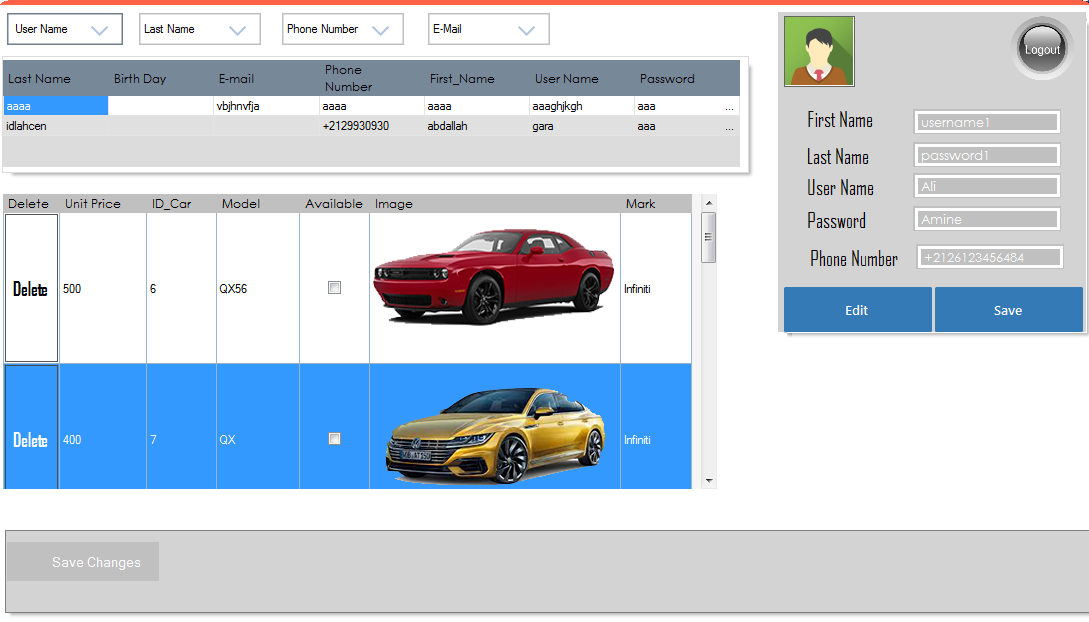 User Name
Last Name
Phone Number
E-Mail
Last Name Birth Day E-mail Phone Number First_Name User Name Password
aaaa vbjhnvfja aaaa aaaa aaaghjkgh aaa ...
idlahcen +2129930930 abdallah gara aaa ...
Delete Unit Price ID_Car Model Available Image Mark
Delete 500 6 QX56 Infiniti
Delete 400 7 QX Infiniti
Save Changes
Logout
First Name username1
Last Name password1
User Name Ali
Password Amine
Phone Number +2126123456484
Edit Save